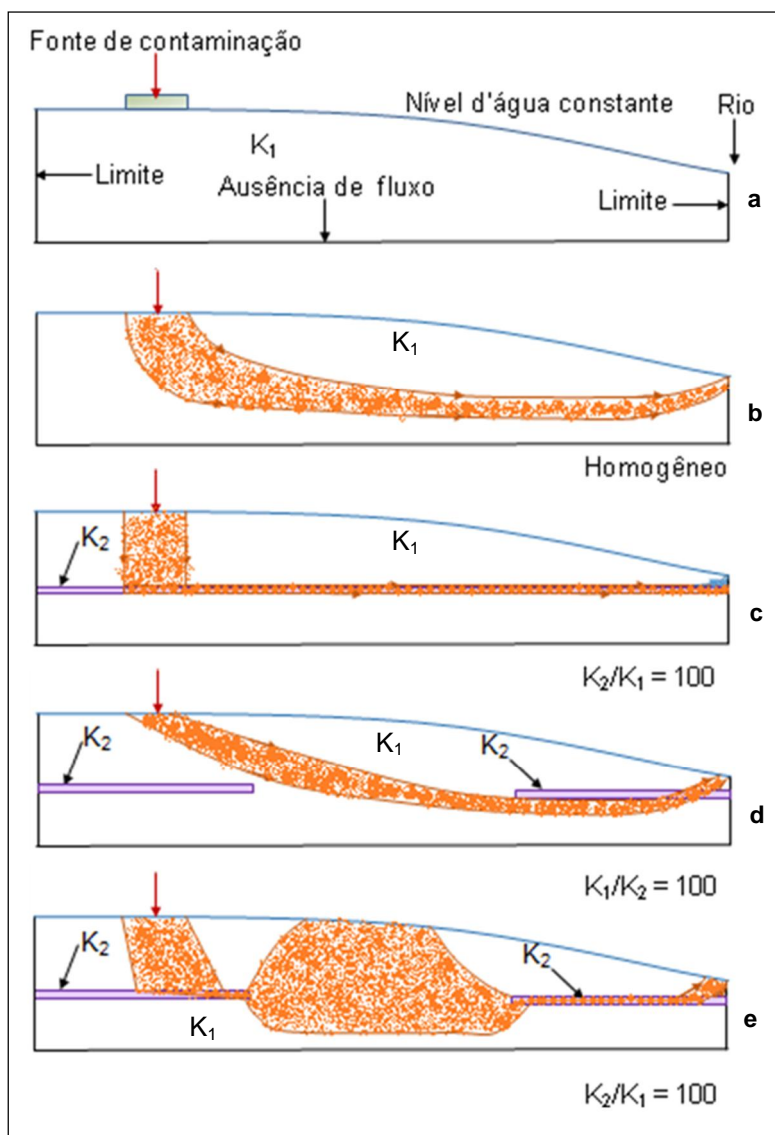 Fonte de contaminação
Nível d'água constante
Rio
K₁
Limite
Ausência de fluxo
Limite
a
K₁
b
Homogêneo
K₂
K₁
c
K₂/K₁ = 100
K₂
K₁
K₂
d
K₁/K₂ = 100
K₂
K₂
K₁
e
K₂/K₁ = 100